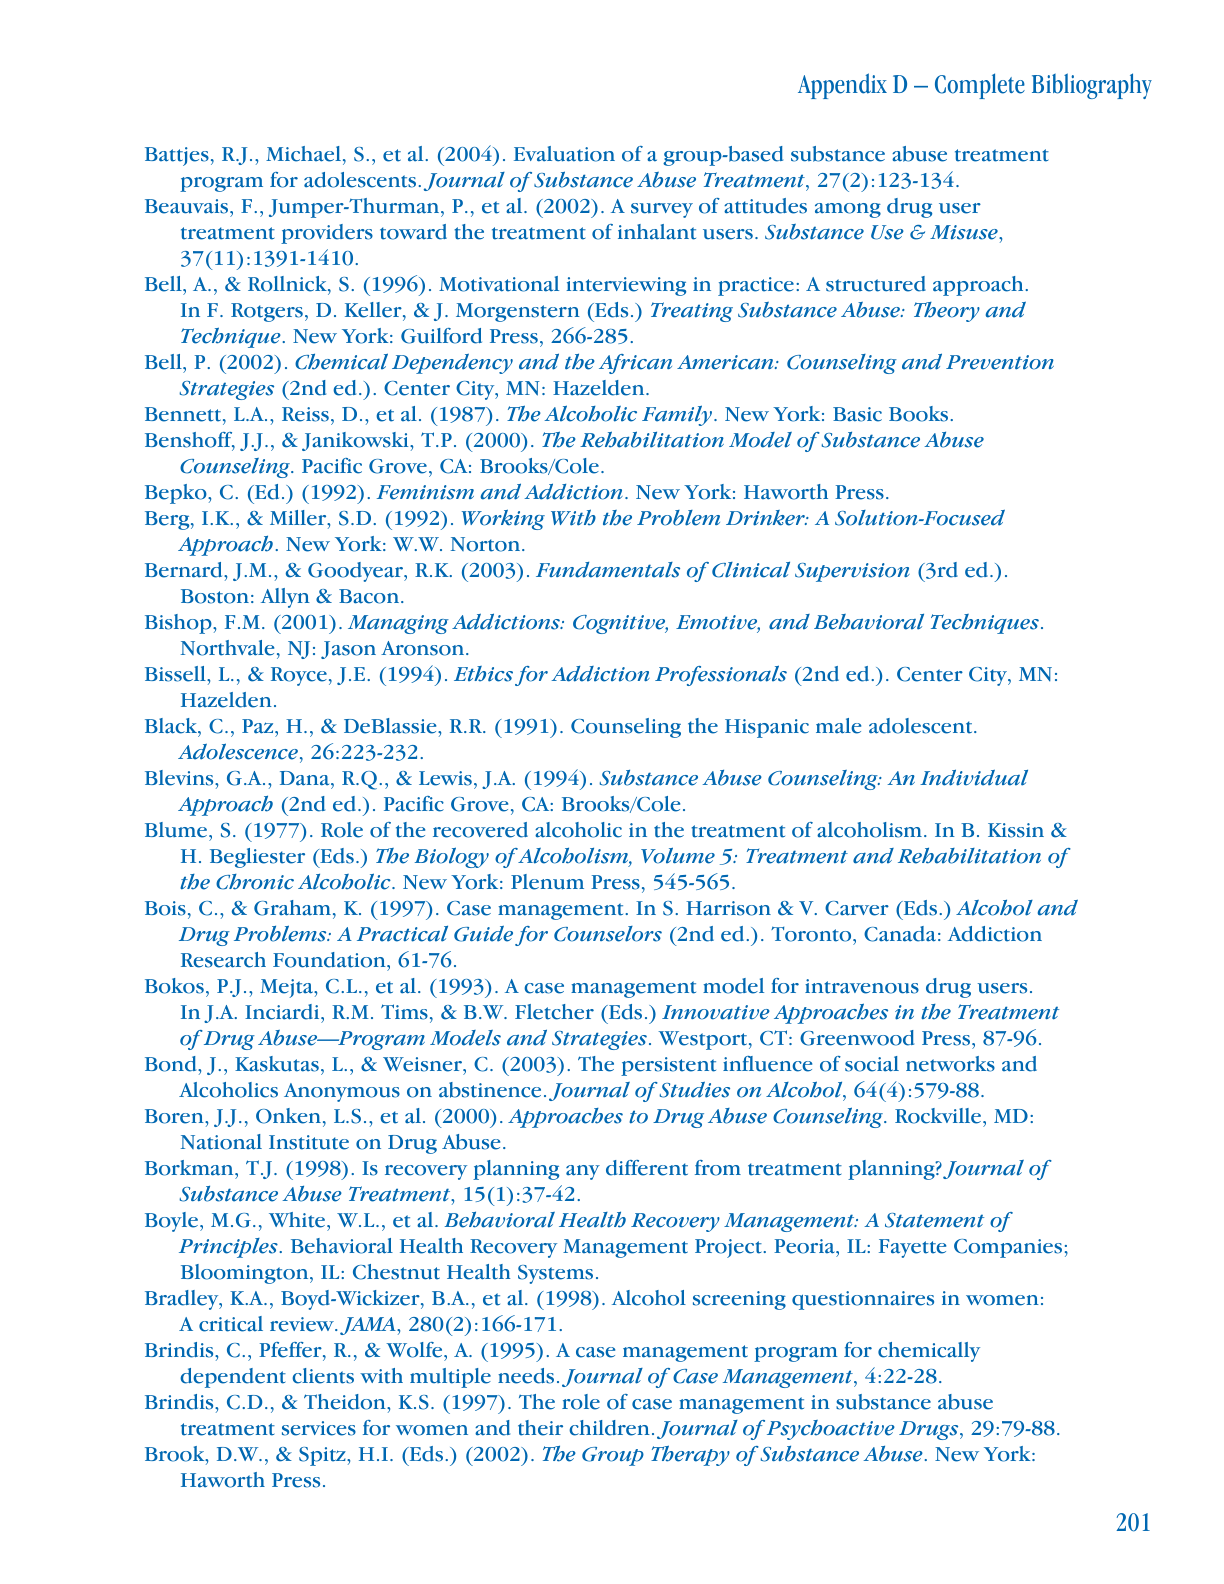 Appendix D – Complete Bibliography
Battjes, R.J., Michael, S., et al. (2004). Evaluation of a group-based substance abuse treatment
program for adolescents. Journal of Substance Abuse Treatment, 27(2):123-134.
Beauvais, F., Jumper-Thurman, P., et al. (2002). A survey of attitudes among drug user
treatment providers toward the treatment of inhalant users. Substance Use & Misuse,
37(11):1391-1410.
Bell, A., & Rollnick, S. (1996). Motivational interviewing in practice: A structured approach.
In F. Rotgers, D. Keller, & J. Morgenstern (Eds.) Treating Substance Abuse: Theory and
Technique. New York: Guilford Press, 266-285.
Bell, P. (2002). Chemical Dependency and the African American: Counseling and Prevention
Strategies (2nd ed.). Center City, MN: Hazelden.
Bennett, L.A., Reiss, D., et al. (1987). The Alcoholic Family. New York: Basic Books.
Benshoff, J.J., & Janikowski, T.P. (2000). The Rehabilitation Model of Substance Abuse
Counseling. Pacific Grove, CA: Brooks/Cole.
Bepko, C. (Ed.) (1992). Feminism and Addiction. New York: Haworth Press.
Berg, I.K., & Miller, S.D. (1992). Working With the Problem Drinker: A Solution-Focused
Approach. New York: W.W. Norton.
Bernard, J.M., & Goodyear, R.K. (2003). Fundamentals of Clinical Supervision (3rd ed.).
Boston: Allyn & Bacon.
Bishop, F.M. (2001). Managing Addictions: Cognitive, Emotive, and Behavioral Techniques.
Northvale, NJ: Jason Aronson.
Bissell, L., & Royce, J.E. (1994). Ethics for Addiction Professionals (2nd ed.). Center City, MN:
Hazelden.
Black, C., Paz, H., & DeBlassie, R.R. (1991). Counseling the Hispanic male adolescent.
Adolescence, 26:223-232.
Blevins, G.A., Dana, R.Q., & Lewis, J.A. (1994). Substance Abuse Counseling: An Individual
Approach (2nd ed.). Pacific Grove, CA: Brooks/Cole.
Blume, S. (1977). Role of the recovered alcoholic in the treatment of alcoholism. In B. Kissin &
H. Begliester (Eds.) The Biology of Alcoholism, Volume 5: Treatment and Rehabilitation of
the Chronic Alcoholic. New York: Plenum Press, 545-565.
Bois, C., & Graham, K. (1997). Case management. In S. Harrison & V. Carver (Eds.) Alcohol and
Drug Problems: A Practical Guide for Counselors (2nd ed.). Toronto, Canada: Addiction
Research Foundation, 61-76.
Bokos, P.J., Mejta, C.L., et al. (1993). A case management model for intravenous drug users.
In J.A. Inciardi, R.M. Tims, & B.W. Fletcher (Eds.) Innovative Approaches in the Treatment
of Drug Abuse—Program Models and Strategies. Westport, CT: Greenwood Press, 87-96.
Bond, J., Kaskutas, L., & Weisner, C. (2003). The persistent influence of social networks and
Alcoholics Anonymous on abstinence. Journal of Studies on Alcohol, 64(4):579-88.
Boren, J.J., Onken, L.S., et al. (2000). Approaches to Drug Abuse Counseling. Rockville, MD:
National Institute on Drug Abuse.
Borkman, T.J. (1998). Is recovery planning any different from treatment planning? Journal of
Substance Abuse Treatment, 15(1):37-42.
Boyle, M.G., White, W.L., et al. Behavioral Health Recovery Management: A Statement of
Principles. Behavioral Health Recovery Management Project. Peoria, IL: Fayette Companies;
Bloomington, IL: Chestnut Health Systems.
Bradley, K.A., Boyd-Wickizer, B.A., et al. (1998). Alcohol screening questionnaires in women:
A critical review. JAMA, 280(2):166-171.
Brindis, C., Pfeffer, R., & Wolfe, A. (1995). A case management program for chemically
dependent clients with multiple needs. Journal of Case Management, 4:22-28.
Brindis, C.D., & Theidon, K.S. (1997). The role of case management in substance abuse
treatment services for women and their children. Journal of Psychoactive Drugs, 29:79-88.
Brook, D.W., & Spitz, H.I. (Eds.) (2002). The Group Therapy of Substance Abuse. New York:
Haworth Press.
201